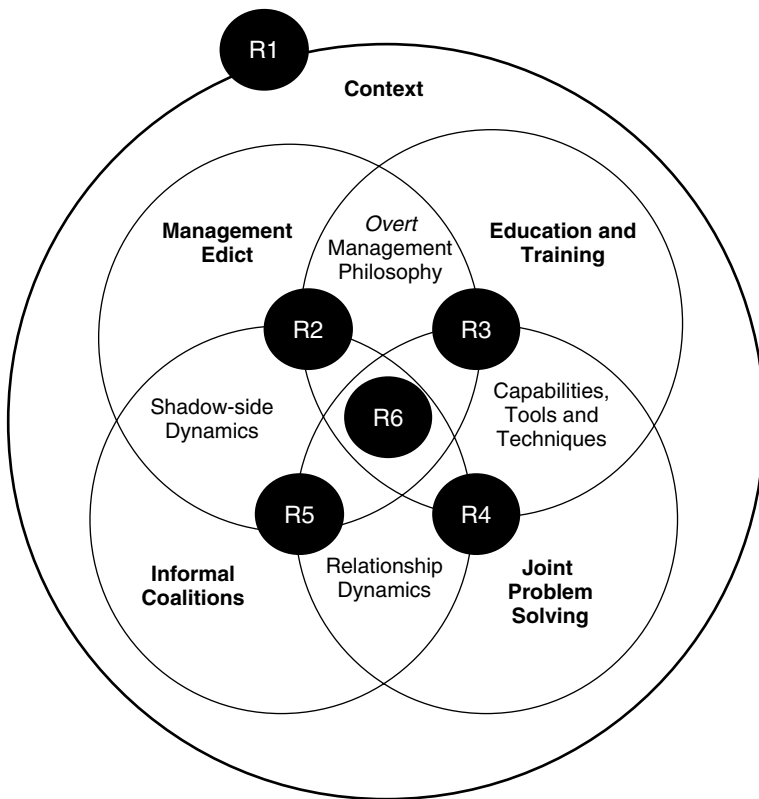 R1
Context
Management
Edict
Overt
Management
Philosophy
Education and
Training
R2
R3
Shadow-side
Dynamics
R6
Capabilities,
Tools and
Techniques
R5
R4
Informal
Coalitions
Relationship
Dynamics
Joint
Problem
Solving